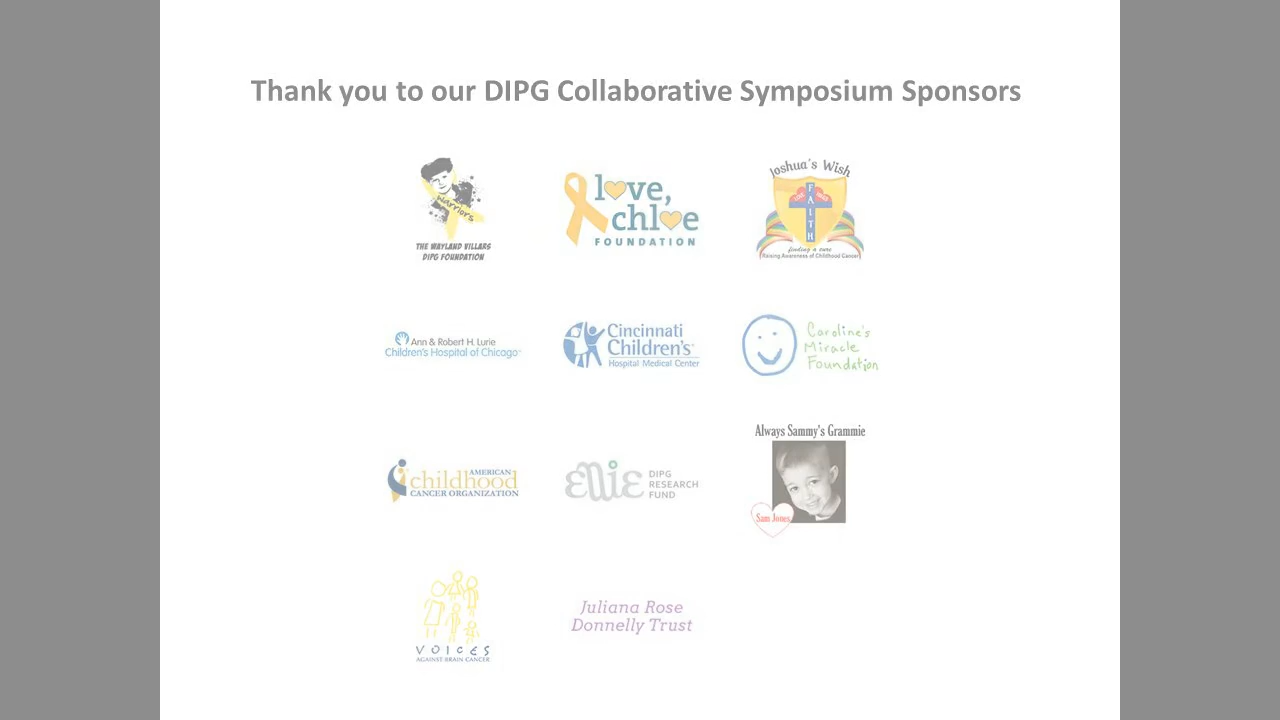 Thank you to our DIPG Collaborative Symposium Sponsors
Warriors
THE WAYLAND VILLARS
DIPG FOUNDATION
love,
chloe
FOUNDATION
Joshua's Wish
FAITH
finding a cure
Raising Awareness of Childhood Cancer
Ann & Robert H. Lurie
Children's Hospital of Chicago
Cincinnati
Children's
Hospital Medical Center
Caroline's
Miracle
Foundation
AMERICAN
childhood
CANCER ORGANIZATION
ellie
DIPG
RESEARCH
FUND
Always Sammy's Grammie
Sam Jones
VOICES
AGAINST BRAIN CANCER
Juliana Rose
Donnelly Trust